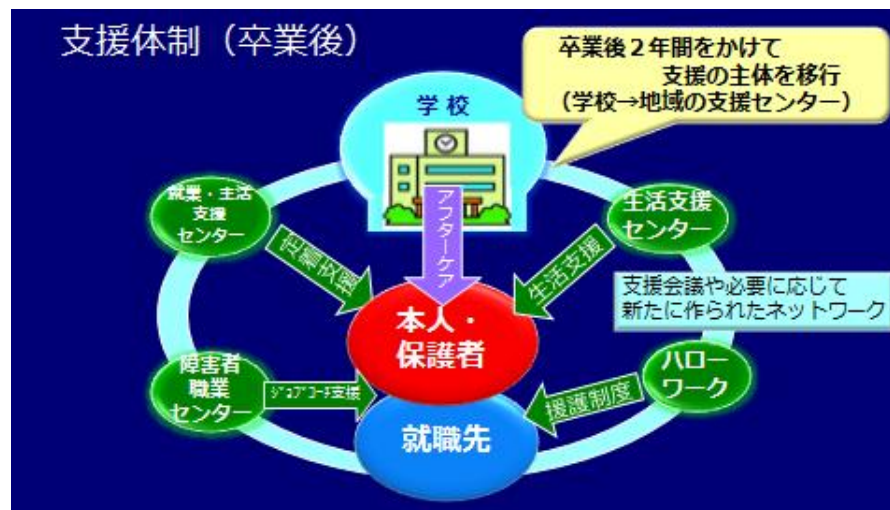 支援体制（卒業後）
卒業後２年間をかけて
支援の主体を移行
（学校→地域の支援センター）
学校
アフターケア
就業・生活
支援
センター
定着支援
生活支援
センター
生活支援
支援会議や必要に応じて
新たに作られたネットワーク
本人・
保護者
障害者
職業
センター
ｼﾞｮﾌﾞｺｰﾁ支援
ハロー
ワーク
援護制度
就職先